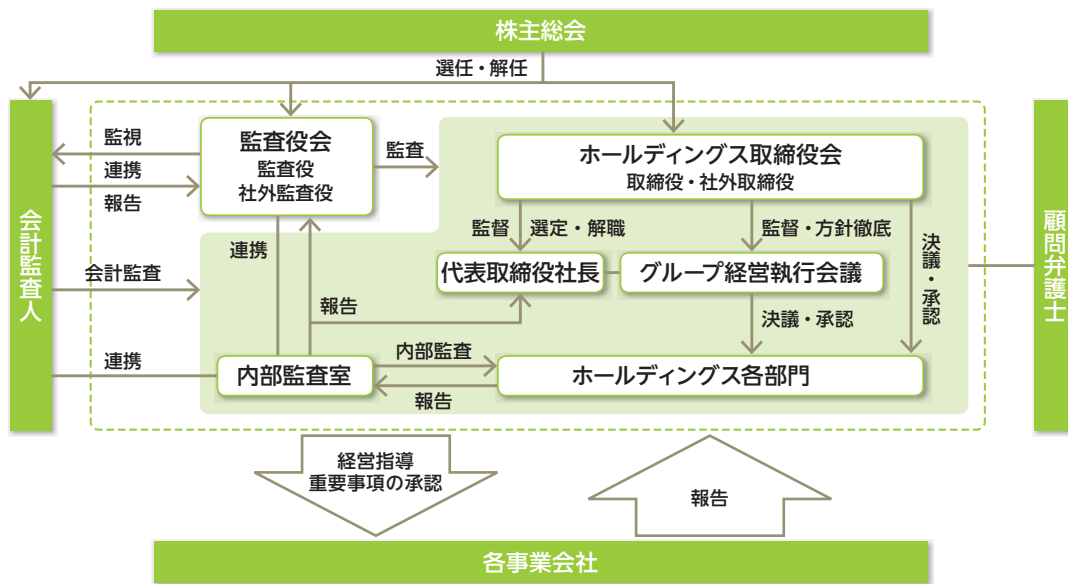 株主総会
選任・解任
会計監査人
監視
連携
報告
監査役会
監査役
社外監査役
監査
ホールディングス取締役会
取締役・社外取締役
顧問弁護士
連携
監督
選定・解職
監督・方針徹底
決議・承認
会計監査
代表取締役社長
グループ経営執行会議
報告
決議・承認
連携
内部監査室
内部監査
報告
ホールディングス各部門
経営指導
重要事項の承認
報告
各事業会社